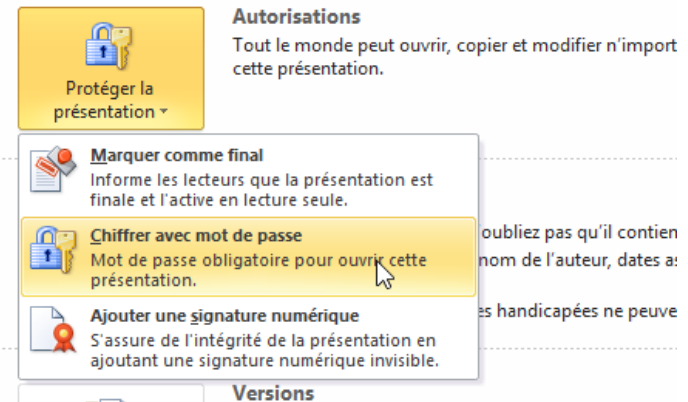 Autorisations
Tout le monde peut ouvrir, copier et modifier n'import
cette présentation.
Protéger la
présentation
Marquer comme final
Informe les lecteurs que la présentation est
finale et l'active en lecture seule.
Chiffrer avec mot de passe
Mot de passe obligatoire pour ouvrir cette
présentation.
oubliez pas qu'il contien
nom de l'auteur, dates as
Ajouter une signature numérique
S'assure de l'intégrité de la présentation en
ajoutant une signature numérique invisible.
es handicapées ne peuve
Versions